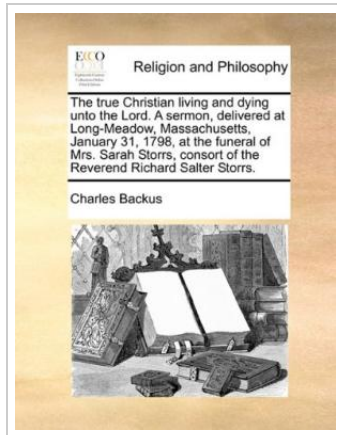 ECCO
Religion and Philosophy
The true Christian living and dying
unto the Lord. A sermon, delivered at
Long-Meadow, Massachusetts,
January 31, 1798, at the funeral of
Mrs. Sarah Storrs, consort of the
Reverend Richard Salter Storrs.
Charles Backus